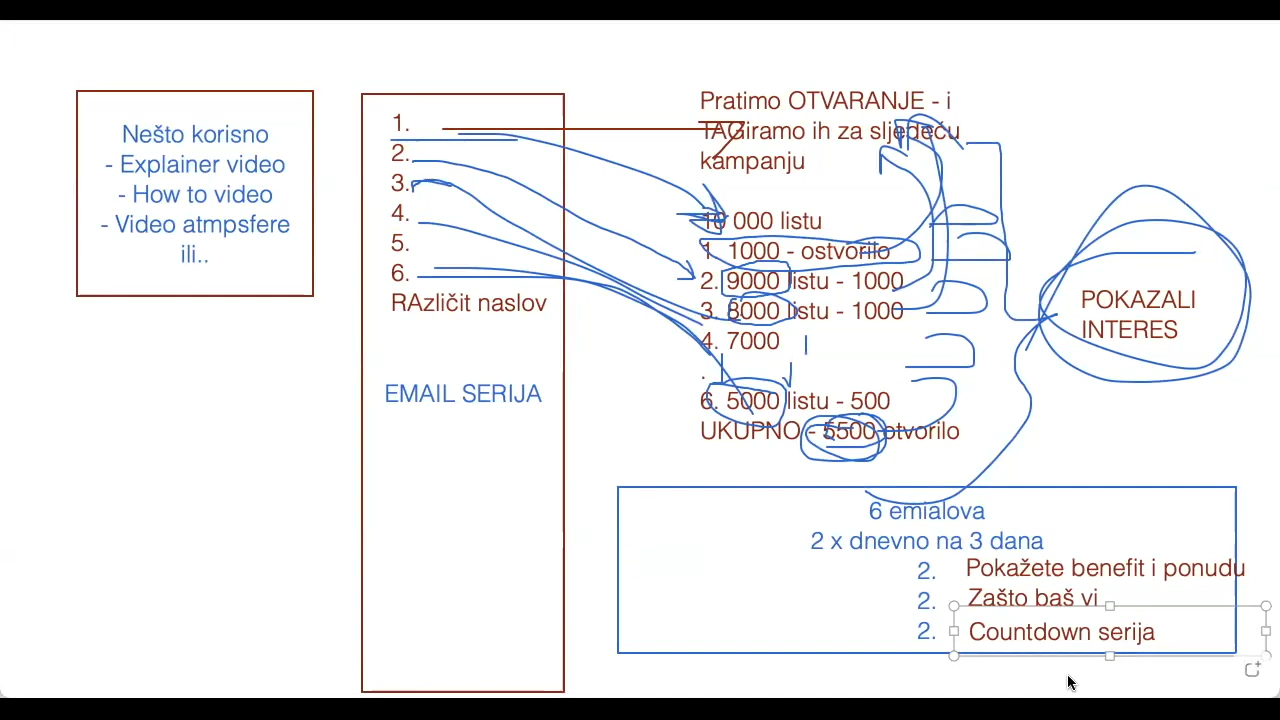 Nešto korisno
- Explainer video
- How to video
- Video atmpsfere
ili..
1.
2.
3.
4.
5.
6.
RAzličit naslov
EMAIL SERIJA
Pratimo OTVARANJE - i
TAGiramo ih za sljedeću
kampanju
10 000 listu
1. 1000 - ostvorilo
2. 9000 listu - 1000
3. 8000 listu - 1000
4. 7000
.
6. 5000 listu - 500
UKUPNO - 5500 otvorilo
POKAZALI
INTERES
6 emialova
2 x dnevno na 3 dana
2. Pokažete benefit i ponudu
2. Zašto baš vi
2. Countdown serija